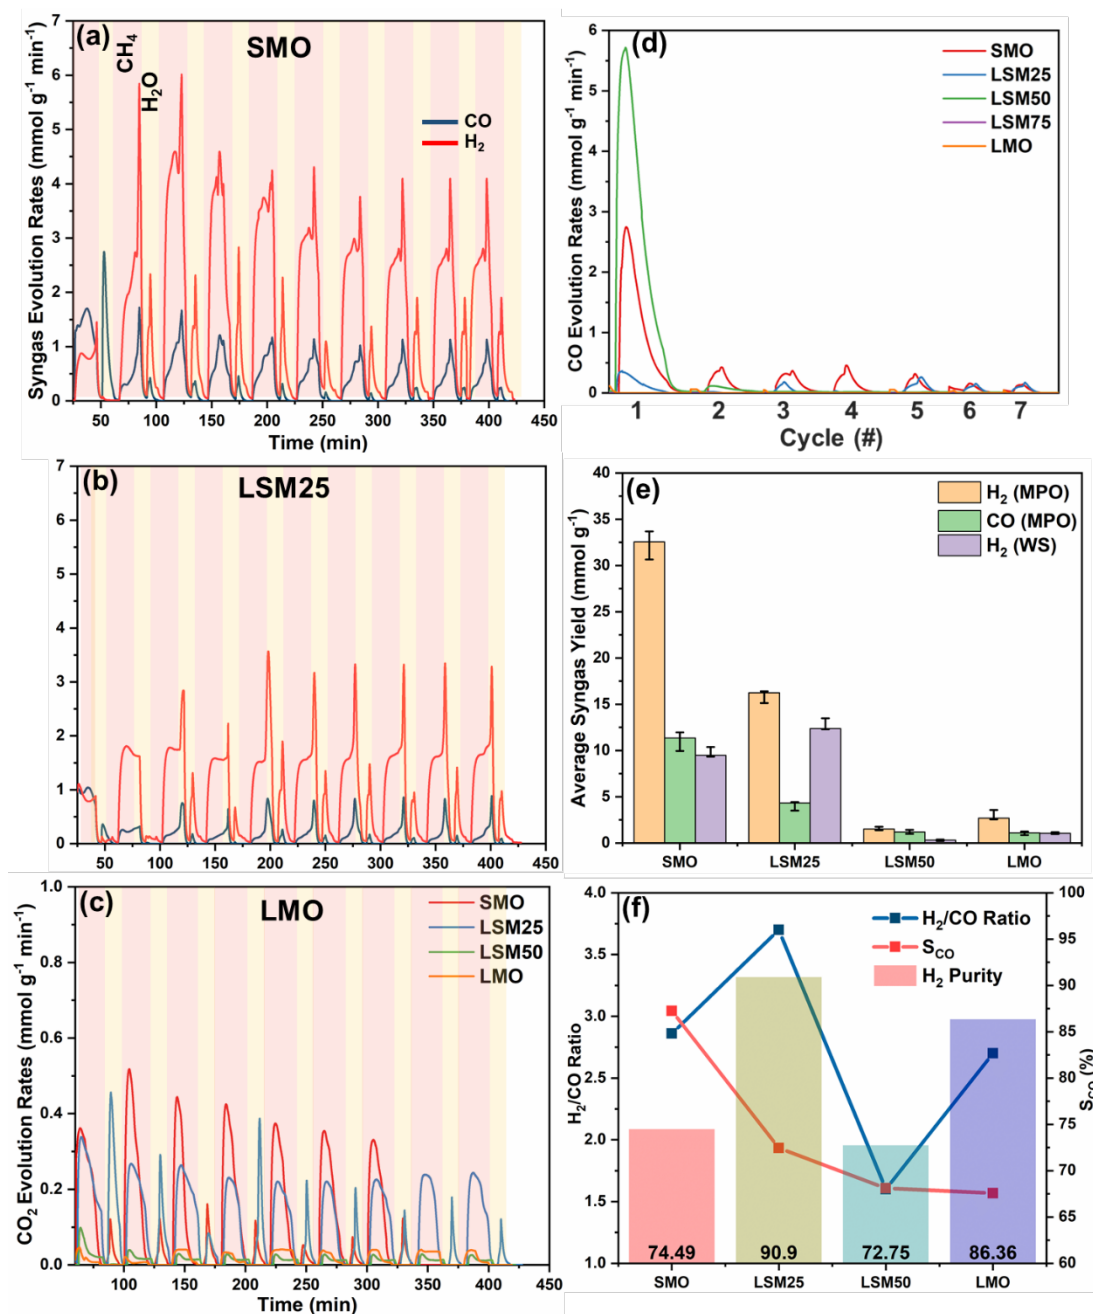 (a)
SMO
CH4
H2O
CO
H2
Syngas Evolution Rates (mmol g-1 min-1)
7
6
5
4
3
2
1
0
50 100 150 200 250 300 350 400 450
Time (min)
(d)
SMO
LSM25
LSM50
LSM75
LMO
CO Evolution Rates (mmol g-1 min-1)
6
5
6
3
2
1
0
1 2 3 4 5 6 7
Cycle (#)
(b)
LSM25
7
6
5
4
3
2
1
0
50 100 150 200 250 300 350 400 450
(e)
H2 (MPO)
CO (MPO)
H2 (WS)
Average Syngas Yield (mmol g-1)
40
35
30
25
20
15
10
5
0
SMO LSM25 LSM50 LMO
(c)
LMO
SMO
LSM25
LSM50
LMO
CO2 Evolution Rates (mmol g-1 min-1)
1.0
0.8
0.6
0.4
0.2
0.0
100 150 200 250 300 350 400 450
Time (min)
(f)
H2/CO Ratio
SCO
H2 Purity
H2/CO Ratio
4.0
3.5
3.0
2.5
2.0
1.5
1.0
100
95
90
85
80
75
70
65
60
SCO (%)
74.49 90.9 72.75 86.36
SMO LSM25 LSM50 LMO